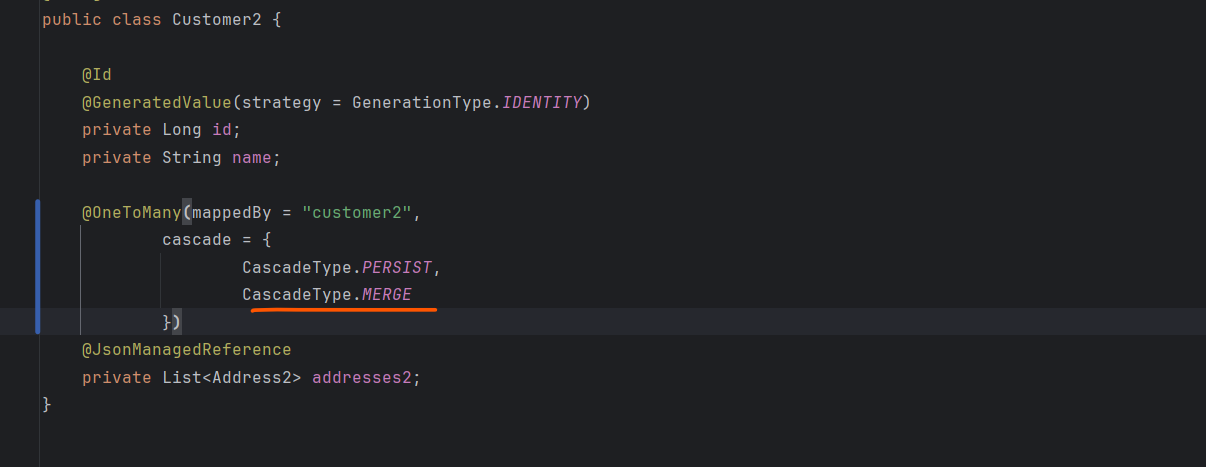 public class Customer2 {
@Id
@GeneratedValue(strategy = GenerationType.IDENTITY)
private Long id;
private String name;
@OneToMany(mappedBy = "customer2",
cascade = {
CascadeType.PERSIST,
CascadeType.MERGE
})
@JsonManagedReference
private List<Address2> addresses2;
}